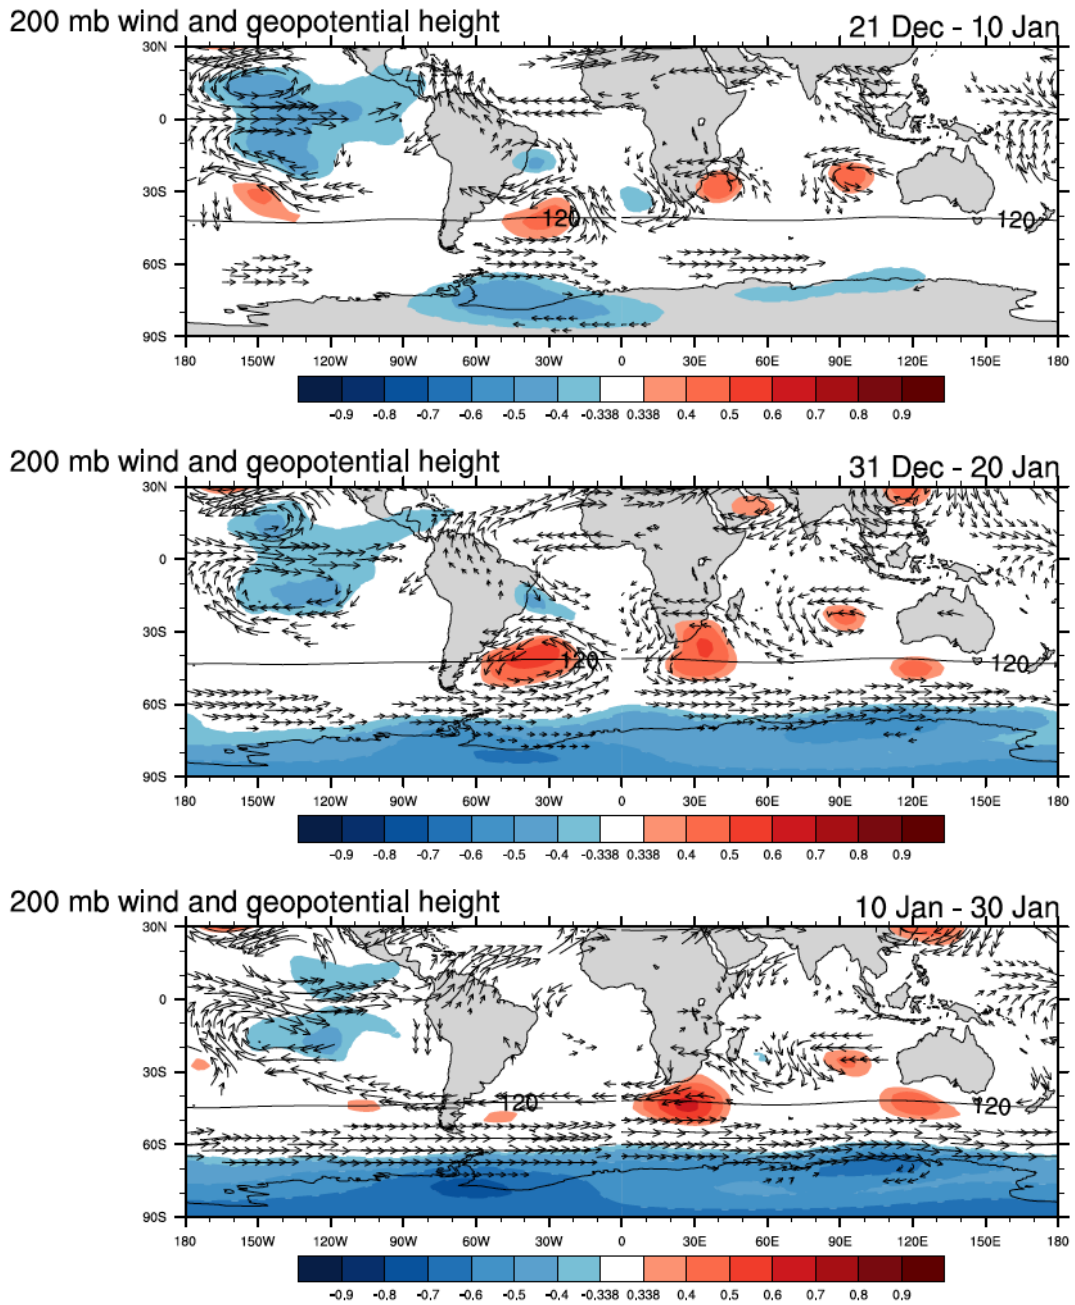 200 mb wind and geopotential height 21 Dec - 10 Jan
30N
0
30S
60S
90S
120 120
180 150W 120W 90W 60W 30W 0 30E 60E 90E 120E 150E 180
-0.9 -0.8 -0.7 -0.6 -0.5 -0.4 -0.338 0.338 0.4 0.5 0.6 0.7 0.8 0.9
200 mb wind and geopotential height 31 Dec - 20 Jan
30N
0
30S
60S
90S
120 120
180 150W 120W 90W 60W 30W 0 30E 60E 90E 120E 150E 180
-0.9 -0.8 -0.7 -0.6 -0.5 -0.4 -0.338 0.338 0.4 0.5 0.6 0.7 0.8 0.9
200 mb wind and geopotential height 10 Jan - 30 Jan
30N
0
30S
60S
90S
120 120
180 150W 120W 90W 60W 30W 0 30E 60E 90E 120E 150E 180
-0.9 -0.8 -0.7 -0.6 -0.5 -0.4 -0.338 0.338 0.4 0.5 0.6 0.7 0.8 0.9